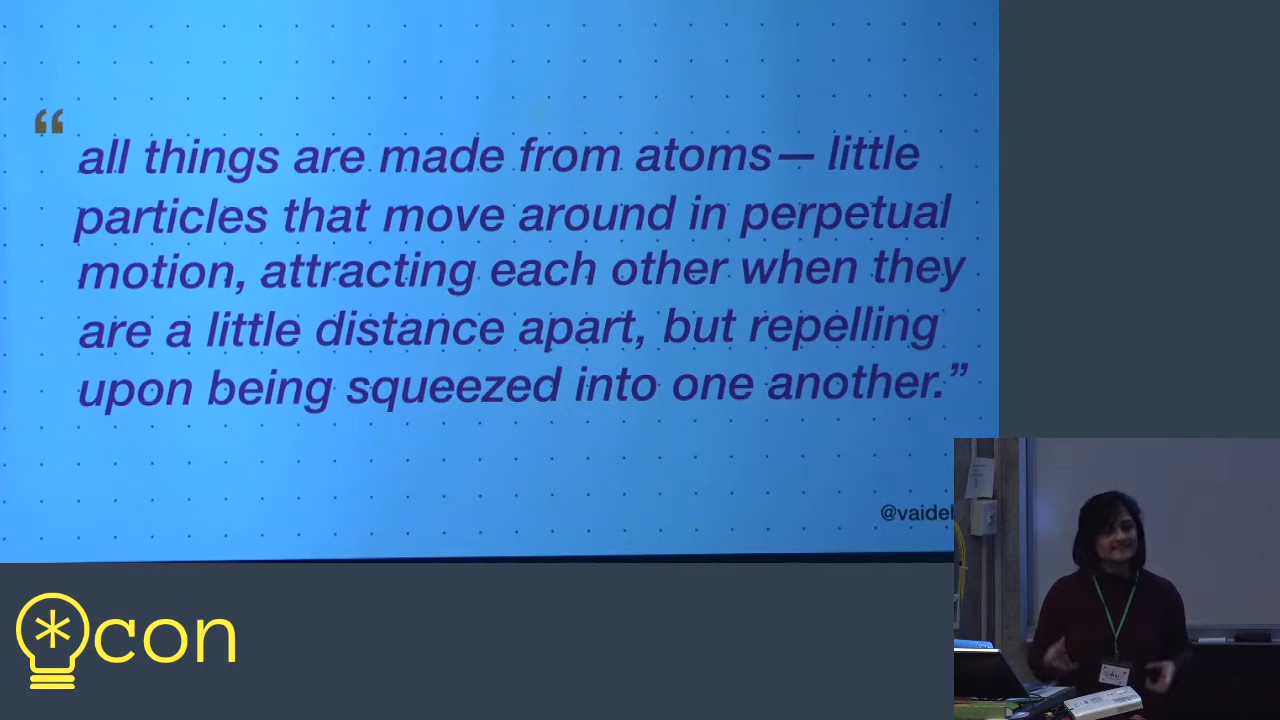 “all things are made from atoms— little
particles that move around in perpetual
motion, attracting each other when they
are a little distance apart, but repelling
upon being squeezed into one another.”
*con